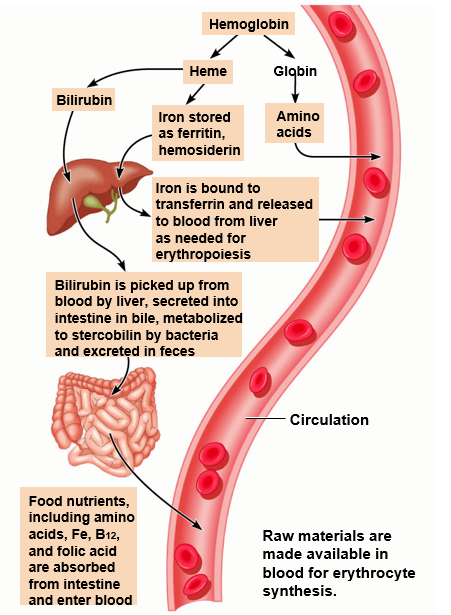 Hemoglobin
Heme
Globin
Bilirubin
Iron stored
as ferritin,
hemosiderin
Amino
acids
Iron is bound to
transferrin and released
to blood from liver
as needed for
erythropoiesis
Bilirubin is picked up from
blood by liver, secreted into
intestine in bile, metabolized
to stercobilin by bacteria
and excreted in feces
Circulation
Food nutrients,
including amino
acids, Fe, B12,
and folic acid
are absorbed
from intestine
and enter blood
Raw materials are
made available in
blood for erythrocyte
synthesis.